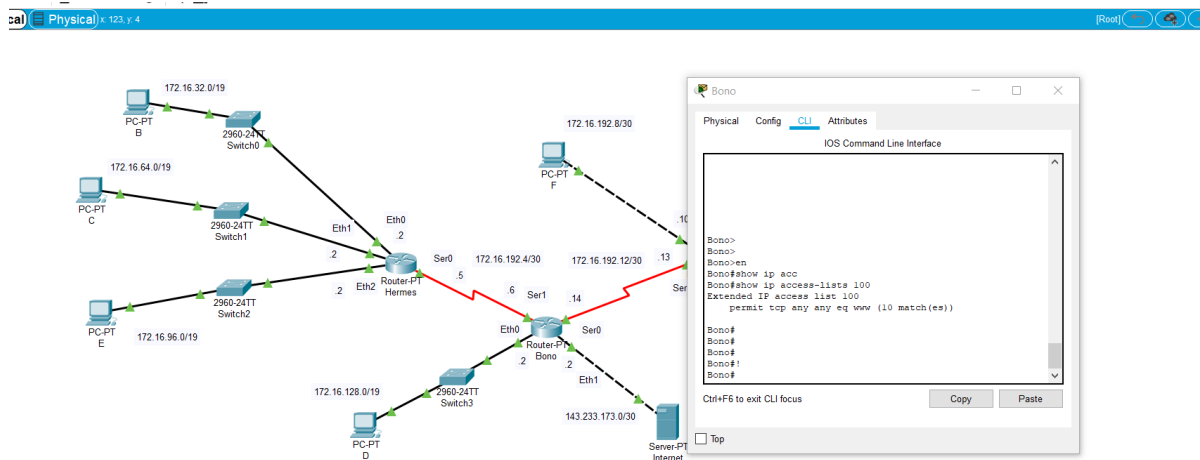 cal)
Physical
x: 123, y: 4
[Root]
172.16.32.0/19
PC-PT
B
2960-24TT
Switch0
172.16.64.0/19
PC-PT
C
2960-24TT
Switch1
Eth0
.2
Eth1
.2
.2
Eth2
Router-PT
Hermes
2960-24TT
Switch2
PC-PT
E
172.16.96.0/19
Ser0
.5
172.16.192.4/30
.6
Ser1
172.16.192.8/30
PC-PT
F
.10
172.16.192.12/30
.13
Ser
.14
Eth0
Ser0
.2
.2
Router-PT
Bono
Eth1
172.16.128.0/19
2960-24TT
Switch3
PC-PT
D
143.233.173.0/30
Server-PT
Internet
Bono
Physical
Config
CLI
Attributes
IOS Command Line Interface
Bono>
Bono>
Bono>en
Bono#show ip acc
Bono#show ip access-lists 100
Extended IP access list 100
permit tcp any any eq www (10 match(es))
Bono#
Bono#
Bono#
Bono#!
Bono#
Ctrl+F6 to exit CLI focus
Copy
Paste
Top